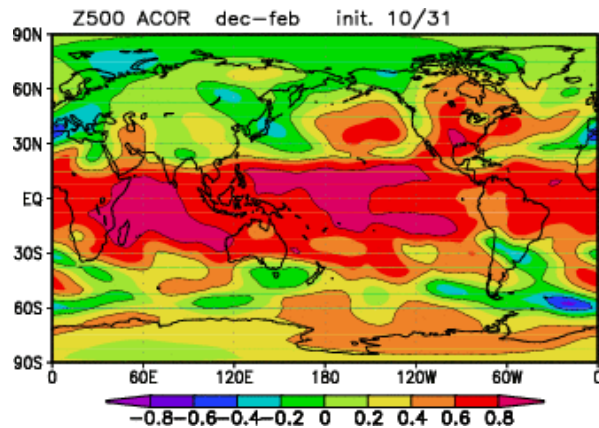 Z500 ACOR dec-feb init. 10/31
90N
60N
30N
EQ
30S
60S
90S
0 60E 120E 180 120W 60W 0
-0.8 -0.6 -0.4 -0.2 0 0.2 0.4 0.6 0.8